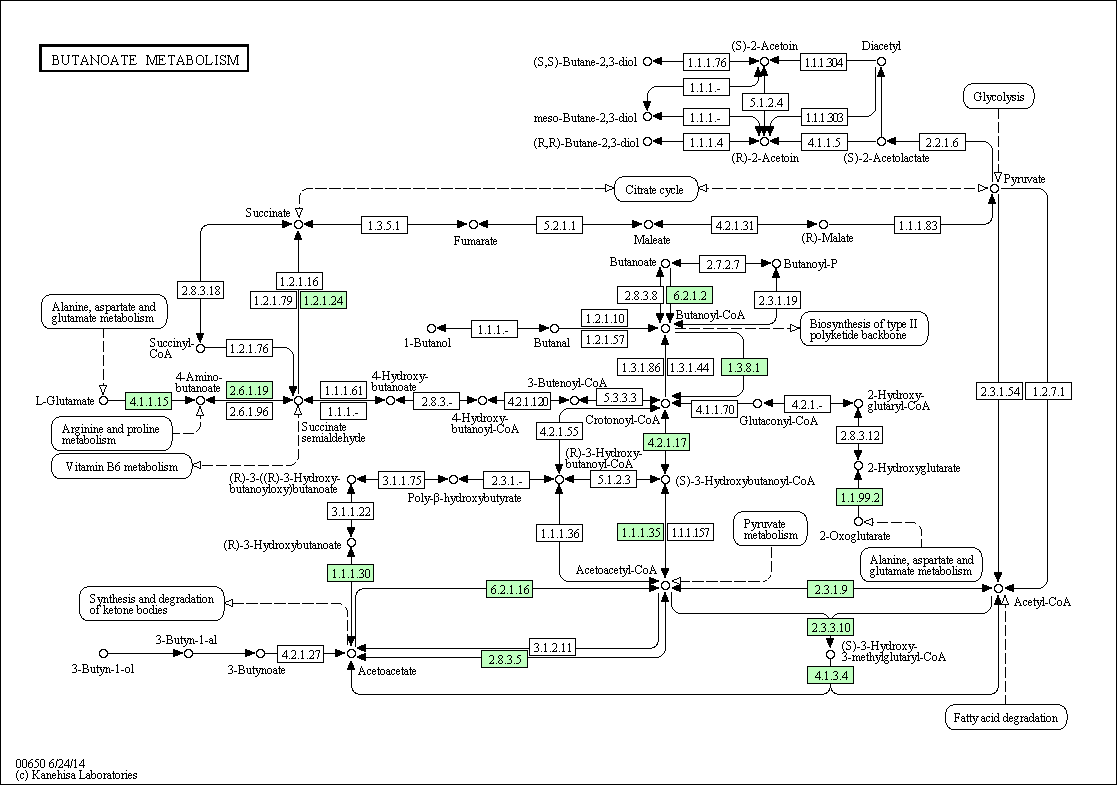 BUTANOATE METABOLISM
(S)-2-Acetoin
Diacetyl
(S,S)-Butane-2,3-diol
1.1.1.76
1.1.1.304
1.1.1.-
5.1.2.4
Glycolysis
meso-Butane-2,3-diol
1.1.1.-
1.1.1.303
(R,R)-Butane-2,3-diol
1.1.1.4
4.1.1.5
2.2.1.6
(R)-2-Acetoin
(S)-2-Acetolactate
Pyruvate
Citrate cycle
Succinate
1.3.5.1
5.2.1.1
4.2.1.31
1.1.1.83
Fumarate
Maleate
(R)-Malate
Butanoate
2.7.2.7
Butanoyl-P
1.2.1.16
2.8.3.18
1.2.1.79
1.2.1.24
2.8.3.8
6.2.1.2
2.3.1.19
Alanine, aspartate and
glutamate metabolism
Butanoyl-CoA
1.2.1.10
1.1.1.-
1.2.1.57
Biosynthesis of type II
polyketide backbone
1-Butanol
Butanal
Succinyl-
CoA
1.2.1.76
1.3.1.86
1.3.1.44
1.3.8.1
4-Amino-
butanoate
4-Hydroxy-
butanoate
3-Butenoyl-CoA
2.6.1.19
1.1.1.61
2.3.1.54
1.2.7.1
L-Glutamate
4.1.1.15
2.6.1.96
1.1.1.-
2.8.3.-
4.2.1.120
5.3.3.3
4.1.1.70
4.2.1.-
2-Hydroxy-
glutaryl-CoA
4-Hydroxy-
butanoyl-CoA
Crotonoyl-CoA
Glutaconyl-CoA
Arginine and proline
metabolism
Succinate
semialdehyde
4.2.1.55
4.2.1.17
2.8.3.12
Vitamin B6 metabolism
(R)-3-Hydroxy-
butanoyl-CoA
2-Hydroxyglutarate
(R)-3-((R)-3-Hydroxy-
butanoyloxy)butanoate
3.1.1.75
2.3.1.-
5.1.2.3
(S)-3-Hydroxybutanoyl-CoA
Poly-β-hydroxybutyrate
1.1.99.2
3.1.1.22
1.1.1.36
1.1.1.35
1.1.1.157
Pyruvate
metabolism
2-Oxoglutarate
(R)-3-Hydroxybutanoate
Alanine, aspartate and
glutamate metabolism
1.1.1.30
Acetoacetyl-CoA
6.2.1.16
2.3.1.9
Acetyl-CoA
Synthesis and degradation
of ketone bodies
2.3.3.10
3-Butyn-1-al
3.1.2.11
(S)-3-Hydroxy-
3-methylglutaryl-CoA
4.2.1.27
2.8.3.5
3-Butyn-1-ol
3-Butynoate
Acetoacetate
4.1.3.4
Fatty acid degradation
00650 6/24/14
(c) Kanehisa Laboratories